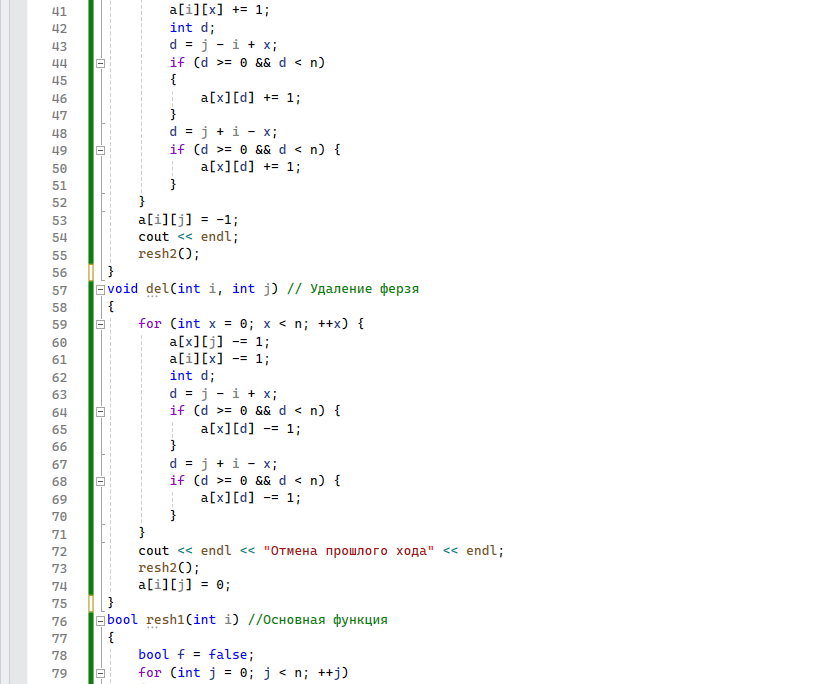 41 a[i][x] += 1;
42 int d;
43 d = j - i + x;
44 if (d >= 0 && d < n)
45 {
46 a[x][d] += 1;
47 }
48 d = j + i - x;
49 if (d >= 0 && d < n) {
50 a[x][d] += 1;
51 }
52 }
53 a[i][j] = -1;
54 cout << endl;
55 resh2();
56 }
57 void del(int i, int j) // Удаление ферзя
58 {
59 for (int x = 0; x < n; ++x) {
60 a[x][j] -= 1;
61 a[i][x] -= 1;
62 int d;
63 d = j - i + x;
64 if (d >= 0 && d < n) {
65 a[x][d] -= 1;
66 }
67 d = j + i - x;
68 if (d >= 0 && d < n) {
69 a[x][d] -= 1;
70 }
71 }
72 cout << endl << "Отмена прошлого хода" << endl;
73 resh2();
74 a[i][j] = 0;
75 }
76 bool resh1(int i) //Основная функция
77 {
78 bool f = false;
79 for (int j = 0; j < n; ++j)